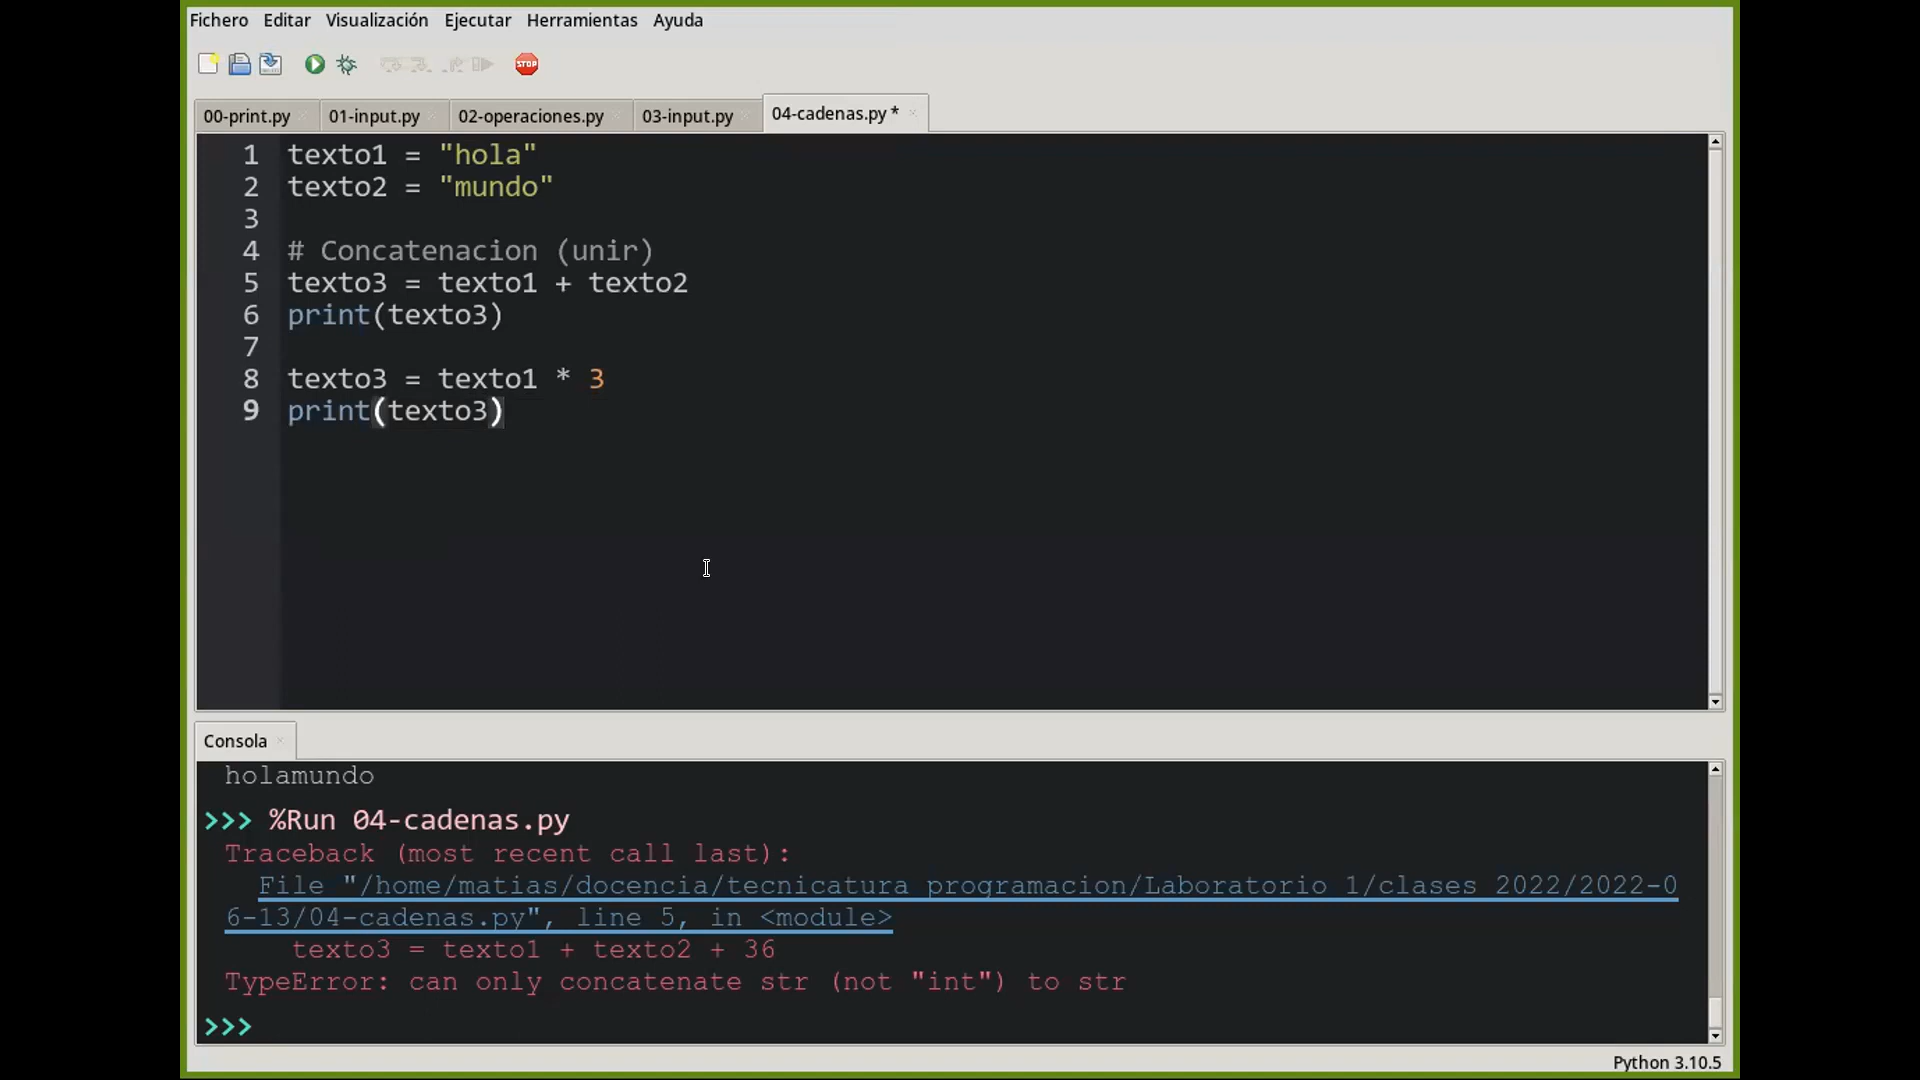 Fichero Editar Visualización Ejecutar Herramientas Ayuda
STOP
00-print.py 01-input.py 02-operaciones.py 03-input.py 04-cadenas.py *
1 texto1 = "hola"
2 texto2 = "mundo"
3
4 # Concatenacion (unir)
5 texto3 = texto1 + texto2
6 print(texto3)
7
8 texto3 = texto1 * 3
9 print(texto3)
Consola
holamundo
>>> %Run 04-cadenas.py
Traceback (most recent call last):
File "/home/matias/docencia/tecnicatura programacion/Laboratorio 1/clases 2022/2022-0
6-13/04-cadenas.py", line 5, in <module>
texto3 = texto1 + texto2 + 36
TypeError: can only concatenate str (not "int") to str
>>>
Python 3.10.5